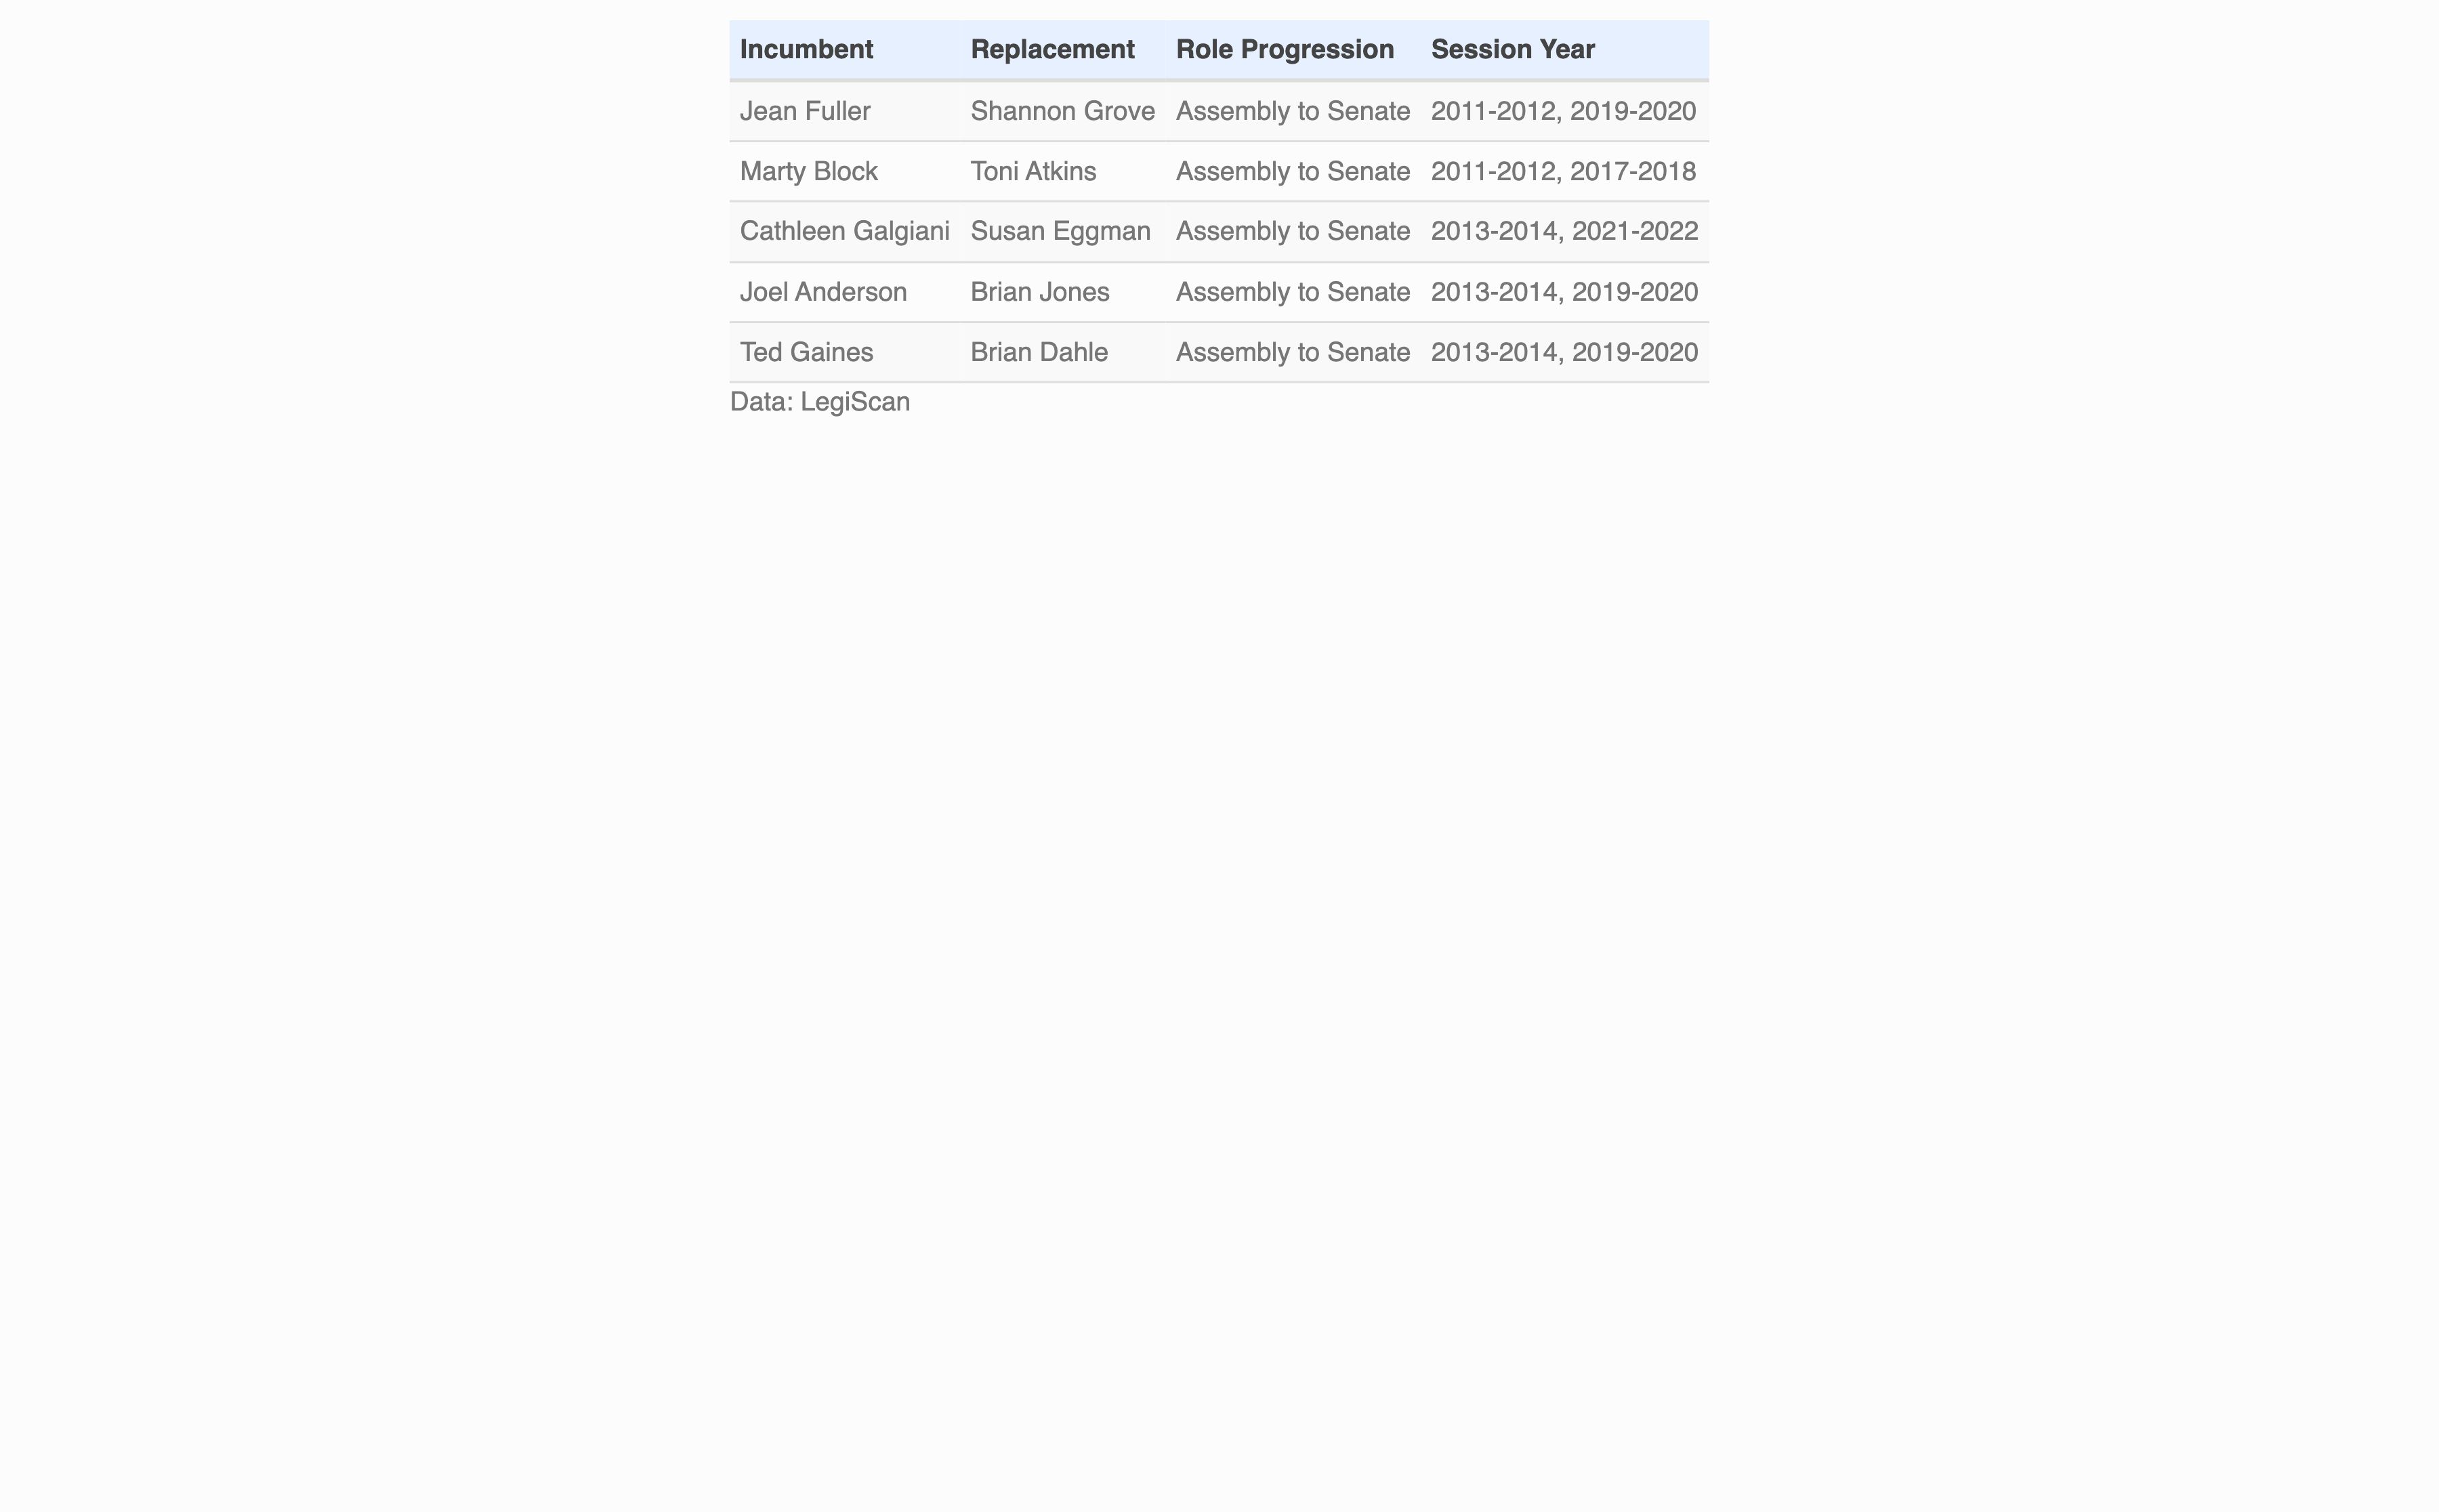 Incumbent Replacement Role Progression Session Year
Jean Fuller Shannon Grove Assembly to Senate 2011-2012, 2019-2020
Marty Block Toni Atkins Assembly to Senate 2011-2012, 2017-2018
Cathleen Galgiani Susan Eggman Assembly to Senate 2013-2014, 2021-2022
Joel Anderson Brian Jones Assembly to Senate 2013-2014, 2019-2020
Ted Gaines Brian Dahle Assembly to Senate 2013-2014, 2019-2020
Data: LegiScan